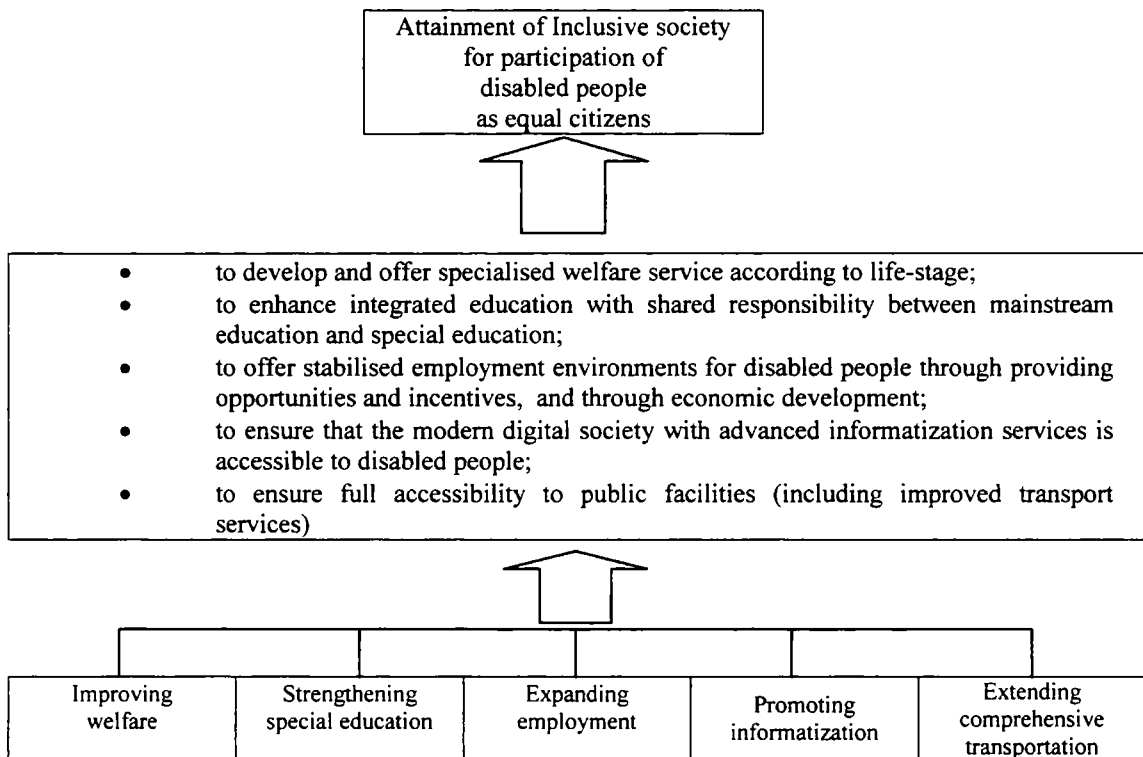 Attainment of Inclusive society
for participation of
disabled people
as equal citizens
• to develop and offer specialised welfare service according to life-stage;
• to enhance integrated education with shared responsibility between mainstream
education and special education;
• to offer stabilised employment environments for disabled people through providing
opportunities and incentives, and through economic development;
• to ensure that the modern digital society with advanced informatization services is
accessible to disabled people;
• to ensure full accessibility to public facilities (including improved transport
services)
Improving
welfare
Strengthening
special education
Expanding
employment
Promoting
informatization
Extending
comprehensive
transportation